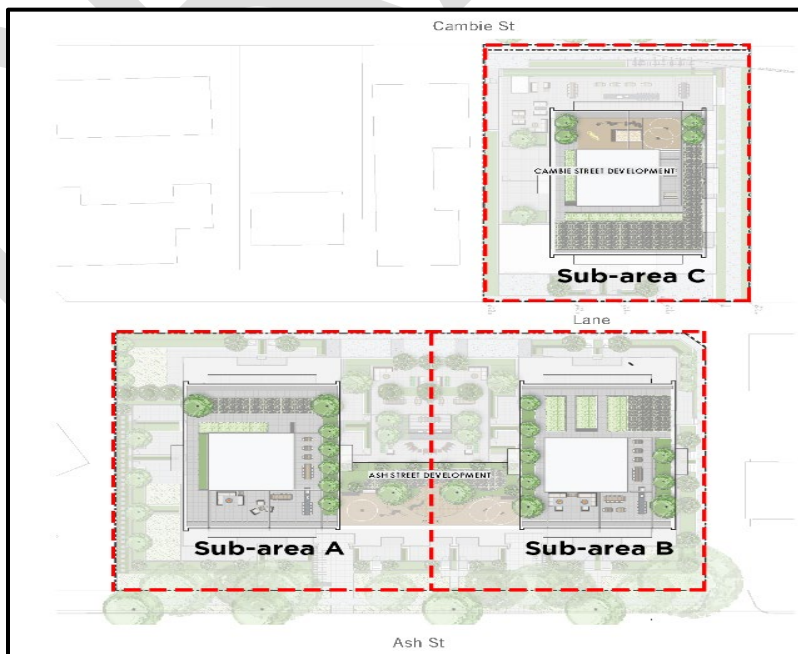 Cambie St
CAMBIE STREET DEVELOPMENT
Sub-area C
Lane
ASH STREET DEVELOPMENT
Sub-area A
Sub-area B
Ash St